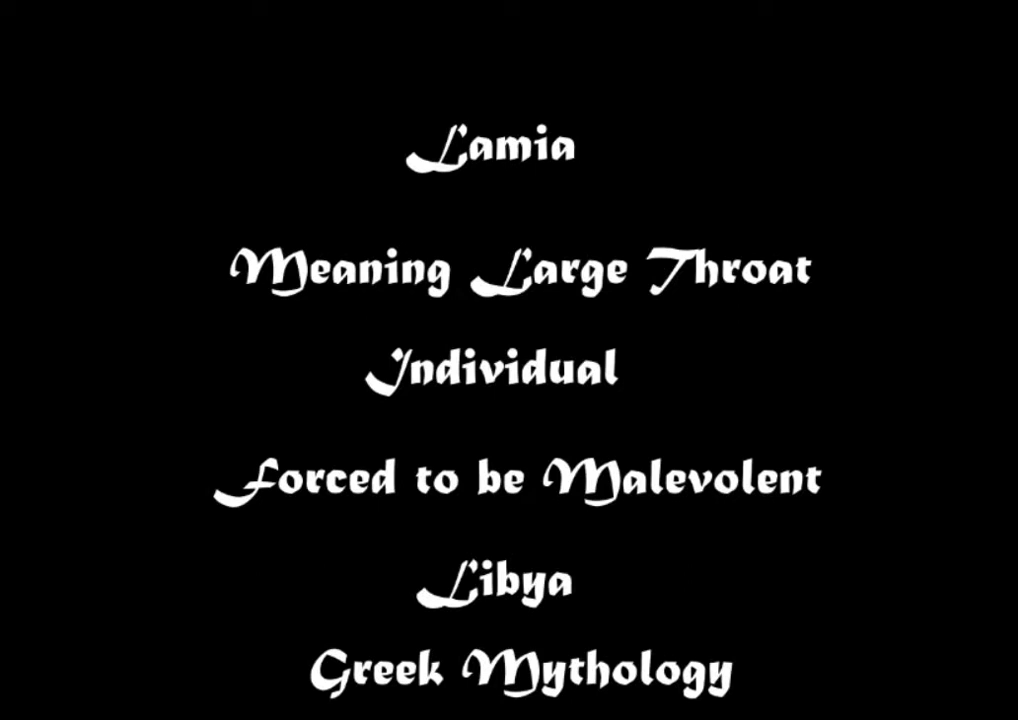 Lamia
Meaning Large Throat
Individual
Forced to be Malevolent
Libya
Greek Mythology